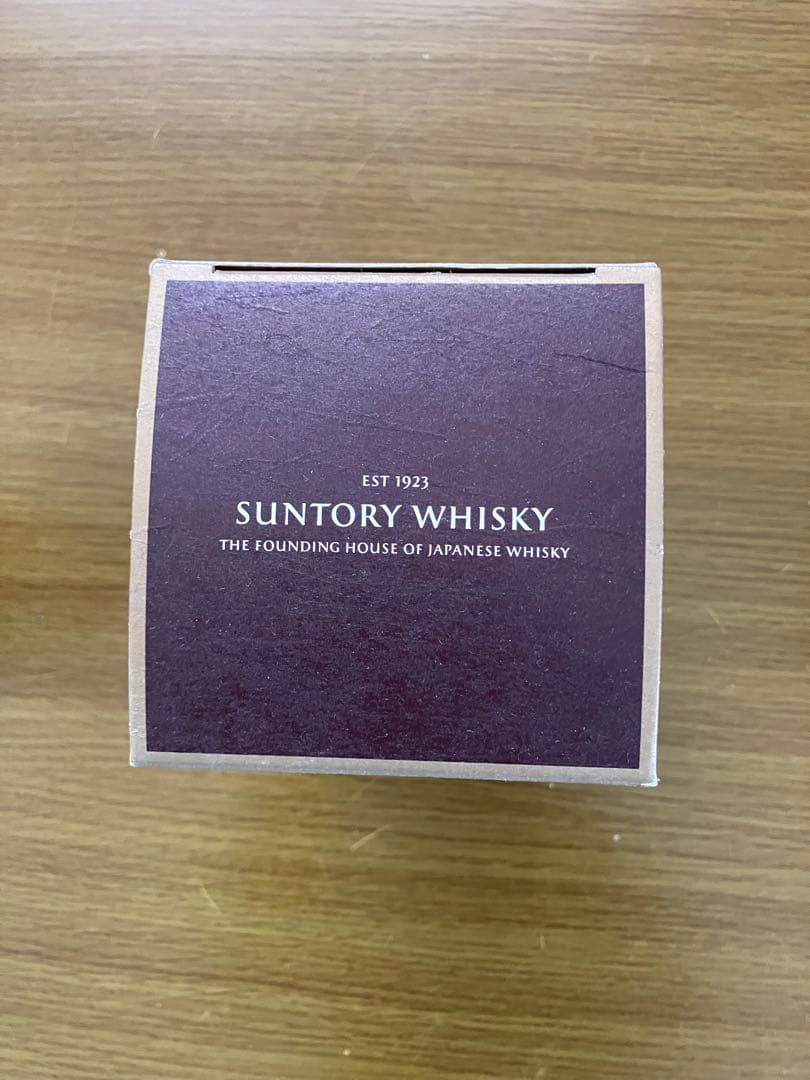 EST 1923
SUNTORY WHISKY
THE FOUNDING HOUSE OF JAPANESE WHISKY